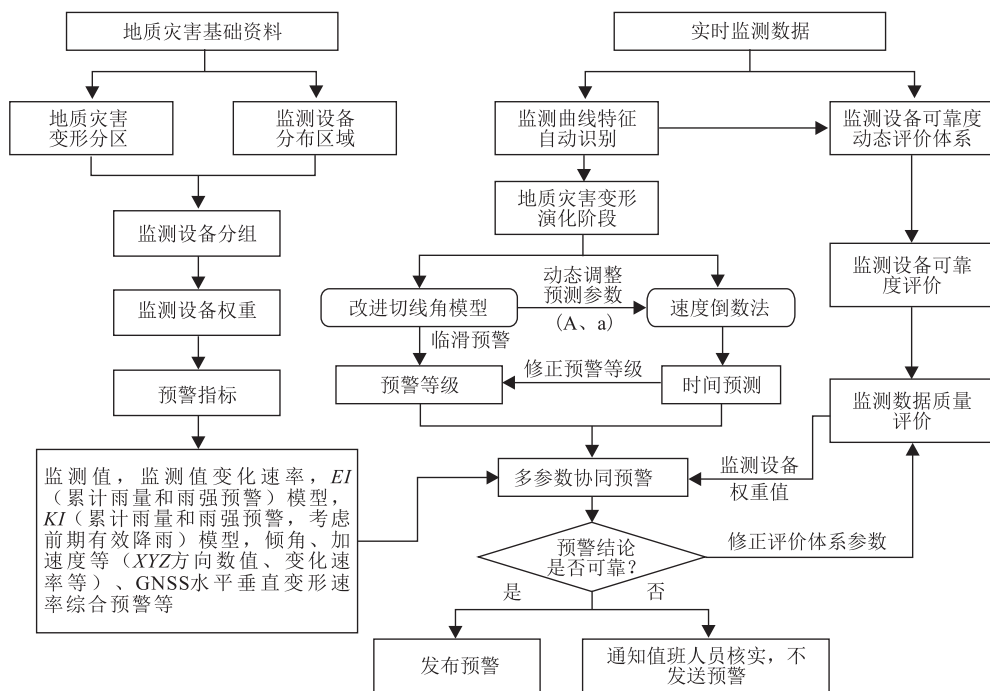 地质灾害基础资料
实时监测数据
地质灾害
变形分区
监测设备
分布区域
监测曲线特征
自动识别
监测设备可靠度
动态评价体系
地质灾害变形
演化阶段
监测设备分组
监测设备可靠
度评价
动态调整
预测参数
(A、a)
改进切线角模型
速度倒数法
监测设备权重
临滑预警
修正预警等级
预警等级
时间预测
预警指标
监测数据质量
评价
监测值，监测值变化速率，EI
（累计雨量和雨强预警）模型，
KI（累计雨量和雨强预警，考虑
前期有效降雨）模型，倾角、加
速度等（XYZ方向数值、变化速
率等）、GNSS水平垂直变形速
率综合预警等
多参数协同预警
监测设备
权重值
预警结论
是否可靠？
修正评价体系参数
是
否
发布预警
通知值班人员核实，不
发送预警